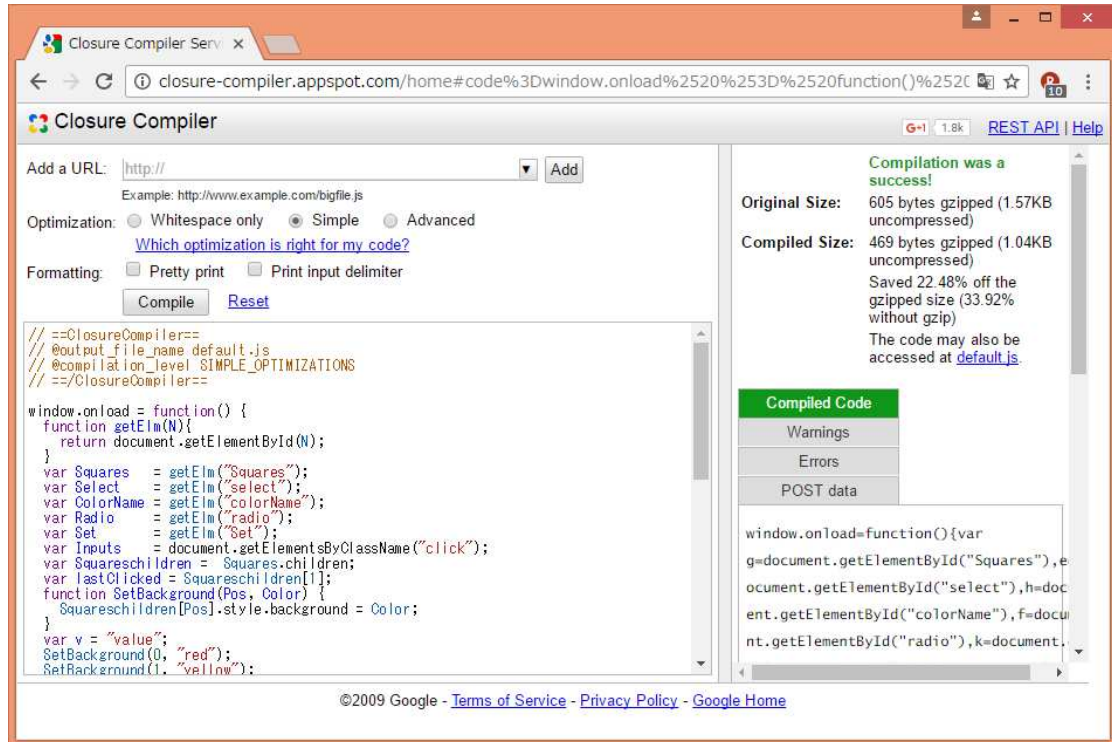 Closure Compiler Serv
closure-compiler.appspot.com/home#code%3Dwindow.onload%2520%253D%2520function()%2520
10
Closure Compiler
G+1 1.8k REST API | Help
Add a URL: http:// Add
Example: http://www.example.com/bigfile.js
Optimization: Whitespace only Simple Advanced
Which optimization is right for my code?
Formatting: Pretty print Print input delimiter
Compile Reset
// ==ClosureCompiler==
// @output_file_name default.js
// @compilation_level SIMPLE_OPTIMIZATIONS
// ==/ClosureCompiler==
window.onload = function() {
function getElm(N){
return document.getElementById(N);
}
var Squares = getElm("Squares");
var Select = getElm("select");
var ColorName = getElm("colorName");
var Radio = getElm("radio");
var Set = getElm("Set");
var Inputs = document.getElementsByClassName("click");
var Squareschildren = Squares.children;
var lastClicked = Squareschildren[1];
function SetBackground(Pos, Color) {
Squareschildren[Pos].style.background = Color;
}
var v = "value";
SetBackground(0, "red");
SetBackground(1, "yellow");
Compilation was a
success!
Original Size: 605 bytes gzipped (1.57KB
uncompressed)
Compiled Size: 469 bytes gzipped (1.04KB
uncompressed)
Saved 22.48% off the
gzipped size (33.92%
without gzip)
The code may also be
accessed at default.js.
Compiled Code
Warnings
Errors
POST data
window.onload=function(){var
g=document.getElementById("Squares"),e
ocument.getElementById("select"),h=doc
ent.getElementById("colorName"),f=docu
nt.getElementById("radio"),k=document.
©2009 Google - Terms of Service - Privacy Policy - Google Home